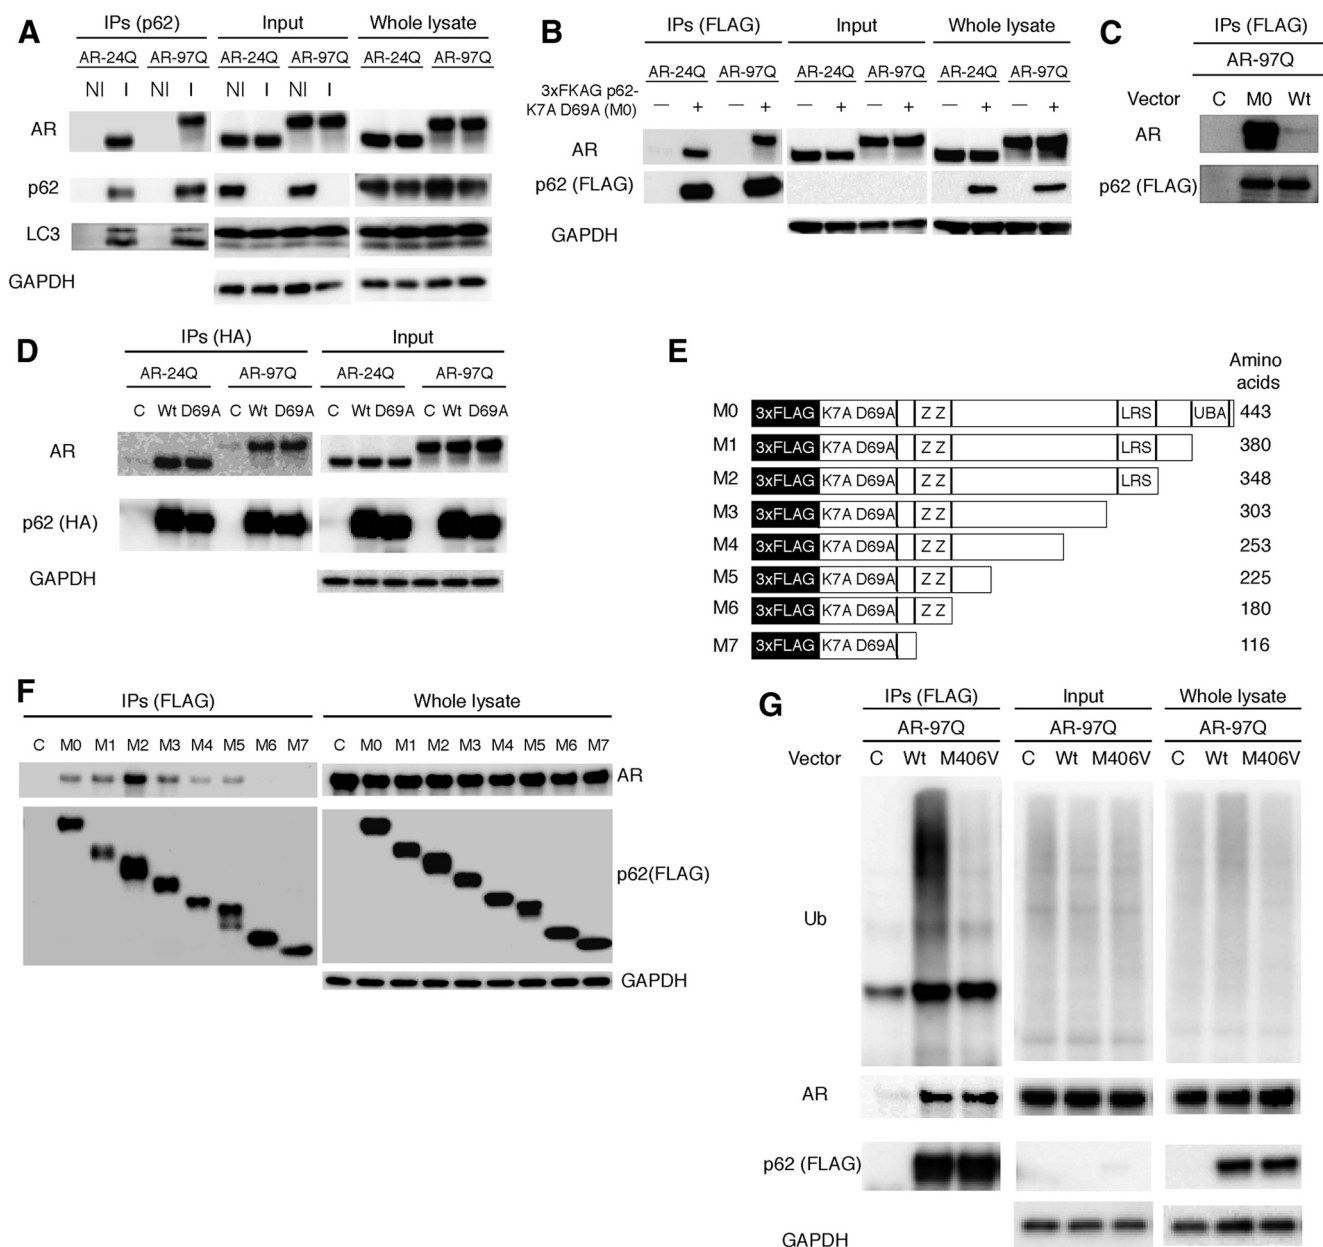 A
IPs (p62) Input Whole lysate
AR-24Q AR-97Q AR-24Q AR-97Q AR-24Q AR-97Q
NI I NI I NI I NI I
AR
p62
LC3
GAPDH
B
IPs (FLAG) Input Whole lysate
AR-24Q AR-97Q AR-24Q AR-97Q AR-24Q AR-97Q
3xFKAG p62-
K7A D69A (M0) — + — + — + — + — + — +
AR
p62 (FLAG)
GAPDH
C
IPs (FLAG)
AR-97Q
Vector C M0 Wt
AR
p62 (FLAG)
D
IPs (HA) Input
AR-24Q AR-97Q AR-24Q AR-97Q
C Wt D69A C Wt D69A C Wt D69A C Wt D69A
AR
p62 (HA)
GAPDH
E
Amino
acids
M0 3xFLAG K7A D69A Z Z LRS UBA 443
M1 3xFLAG K7A D69A Z Z LRS 380
M2 3xFLAG K7A D69A Z Z LRS 348
M3 3xFLAG K7A D69A Z Z 303
M4 3xFLAG K7A D69A Z Z 253
M5 3xFLAG K7A D69A Z Z 225
M6 3xFLAG K7A D69A Z Z 180
M7 3xFLAG K7A D69A 116
F
IPs (FLAG) Whole lysate
C M0 M1 M2 M3 M4 M5 M6 M7 C M0 M1 M2 M3 M4 M5 M6 M7
AR
p62(FLAG)
GAPDH
G
IPs (FLAG) Input Whole lysate
AR-97Q AR-97Q AR-97Q
Vector C Wt M406V C Wt M406V C Wt M406V
Ub
AR
p62 (FLAG)
GAPDH